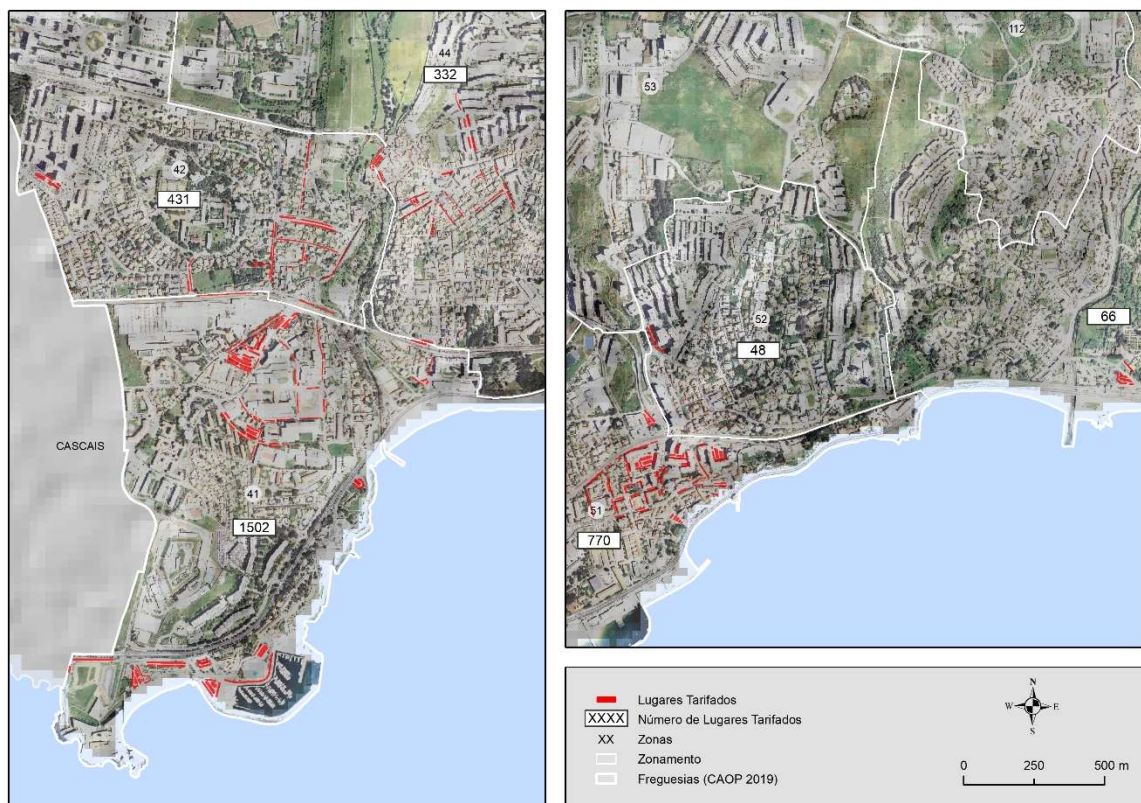 44
332
42
431
CASCAIS
41
1502
112
53
52
48
66
51
770
Lugares Tarifados
XXXX Número de Lugares Tarifados
XX Zonas
Zonamento
Freguesias (CAOP 2019)
N
W E
S
0 250 500 m